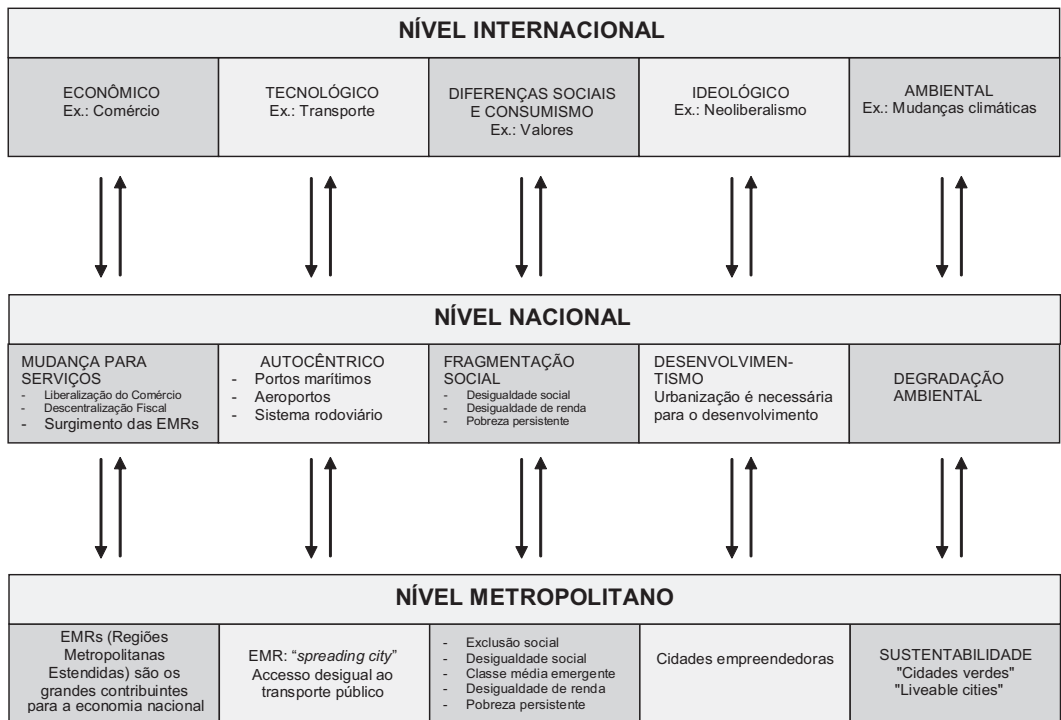 NÍVEL INTERNACIONAL
ECONÔMICO
Ex.: Comércio
TECNOLÓGICO
Ex.: Transporte
DIFERENÇAS SOCIAIS
E CONSUMISMO
Ex.: Valores
IDEOLÓGICO
Ex.: Neoliberalismo
AMBIENTAL
Ex.: Mudanças climáticas
NÍVEL NACIONAL
MUDANÇA PARA
SERVIÇOS
- Liberalização do Comércio
- Descentralização Fiscal
- Surgimento das EMRs
AUTOCÊNTRICO
- Portos marítimos
- Aeroportos
- Sistema rodoviário
FRAGMENTAÇÃO
SOCIAL
- Desigualdade social
- Desigualdade de renda
- Pobreza persistente
DESENVOLVIMEN-
TISMO
Urbanização é necessária
para o desenvolvimento
DEGRADAÇÃO
AMBIENTAL
NÍVEL METROPOLITANO
EMRs (Regiões
Metropolitanas
Estendidas) são os
grandes contribuintes
para a economia nacional
EMR: “spreading city”
Accesso desigual ao
transporte público
- Exclusão social
- Desigualdade social
- Classe média emergente
- Desigualdade de renda
- Pobreza persistente
Cidades empreendedoras
SUSTENTABILIDADE
"Cidades verdes"
"Liveable cities"